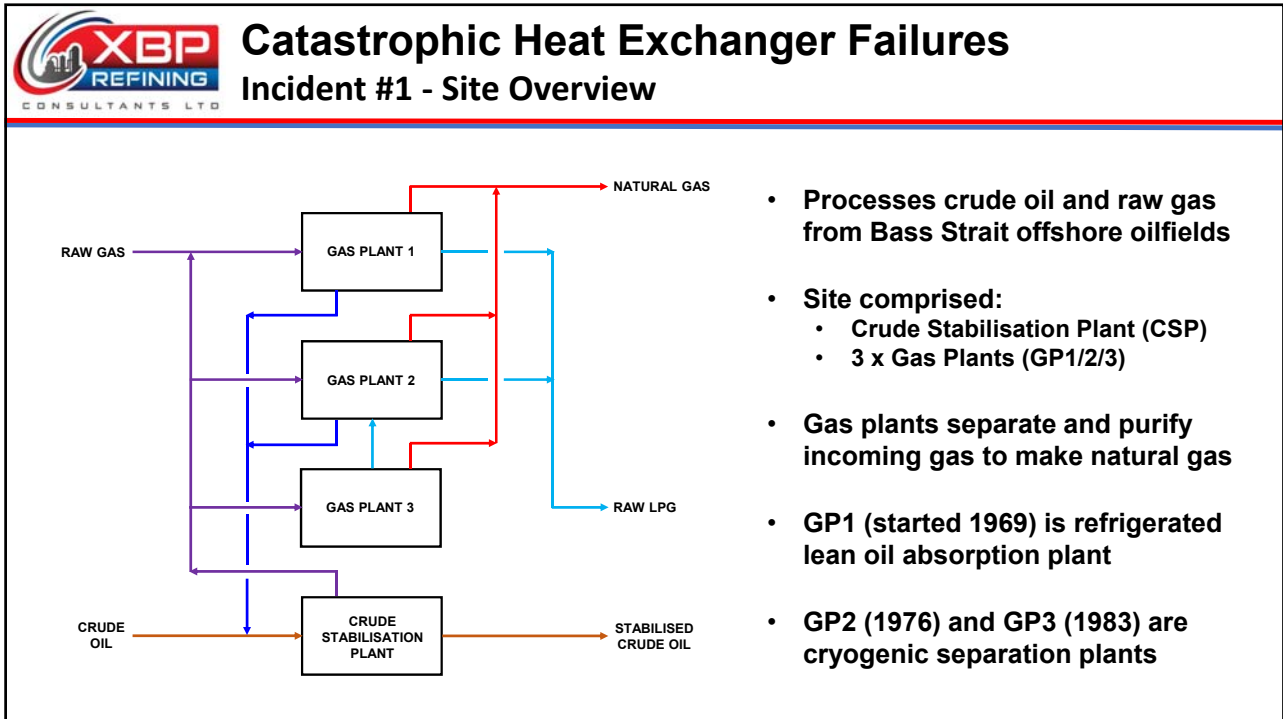 XBP
REFINING
CONSULTANTS LTD
Catastrophic Heat Exchanger Failures
Incident #1 - Site Overview
NATURAL GAS
RAW GAS
GAS PLANT 1
GAS PLANT 2
GAS PLANT 3
RAW LPG
CRUDE
OIL
CRUDE
STABILISATION
PLANT
STABILISED
CRUDE OIL
• Processes crude oil and raw gas
from Bass Strait offshore oilfields
• Site comprised:
• Crude Stabilisation Plant (CSP)
• 3 x Gas Plants (GP1/2/3)
• Gas plants separate and purify
incoming gas to make natural gas
• GP1 (started 1969) is refrigerated
lean oil absorption plant
• GP2 (1976) and GP3 (1983) are
cryogenic separation plants